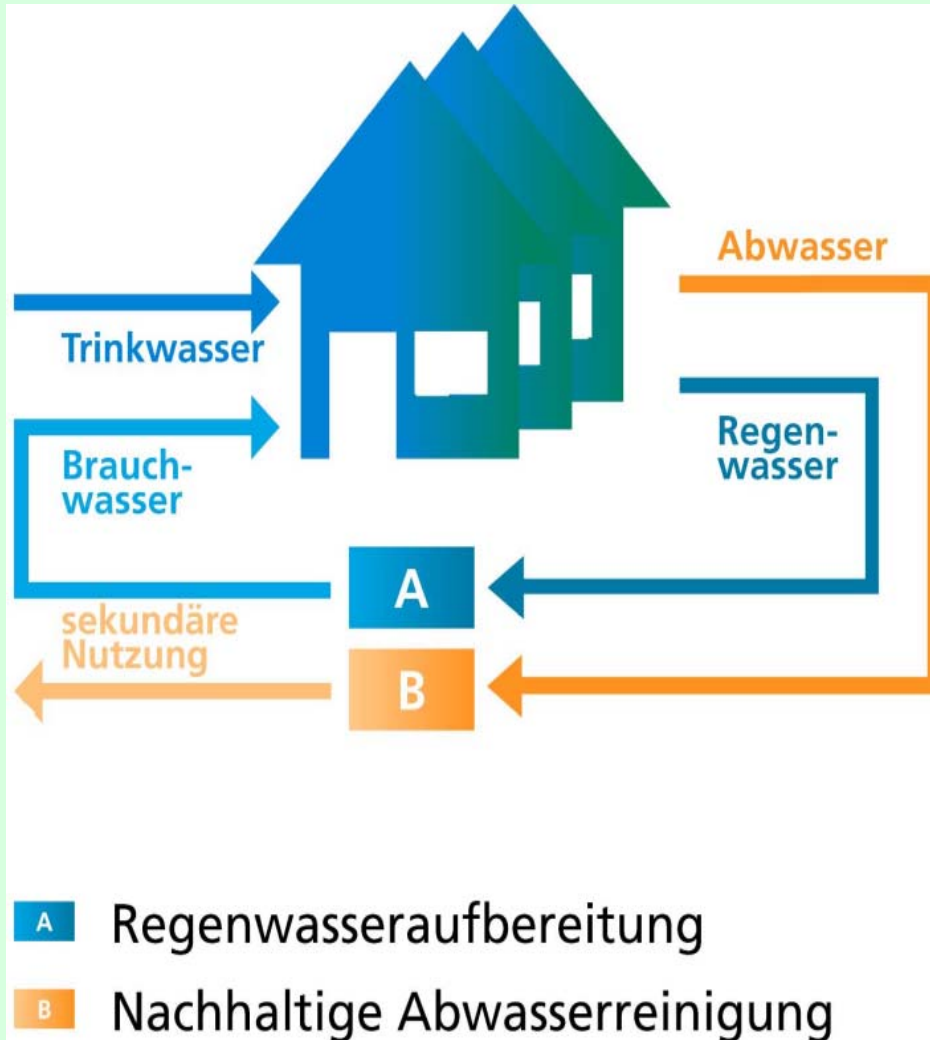 Abwasser
Trinkwasser
Regen-
wasser
Brauch-
wasser
A
sekundäre
Nutzung
B
A Regenwasseraufbereitung
B Nachhaltige Abwasserreinigung